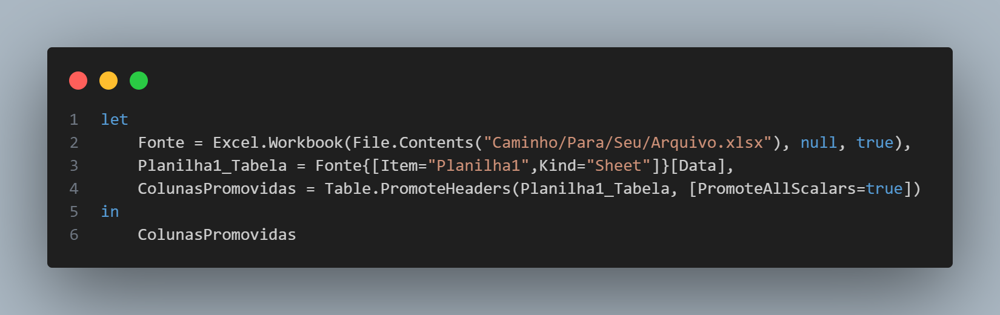 1 let
2     Fonte = Excel.Workbook(File.Contents("Caminho/Para/Seu/Arquivo.xlsx"), null, true),
3     Planilha1_Tabela = Fonte{[Item="Planilha1",Kind="Sheet"]}[Data],
4     ColunasPromovidas = Table.PromoteHeaders(Planilha1_Tabela, [PromoteAllScalars=true])
5 in
6     ColunasPromovidas